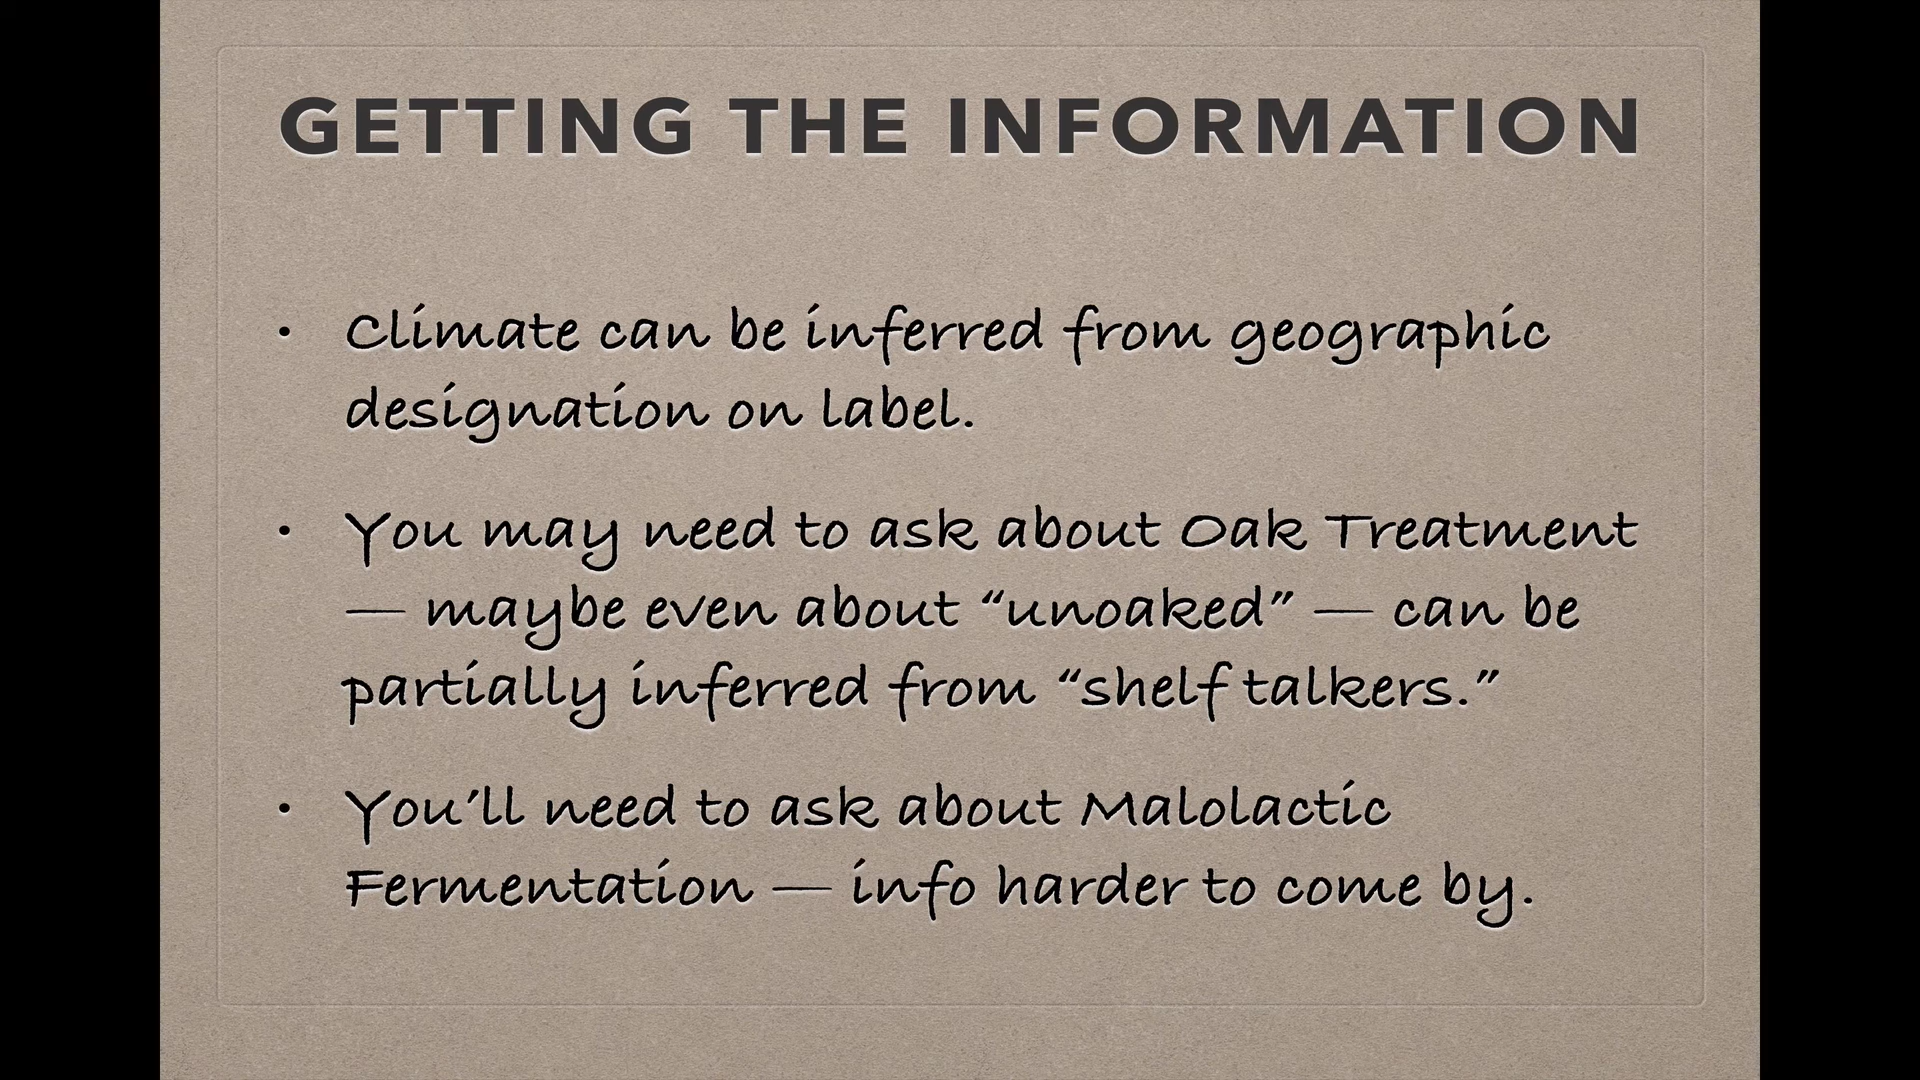 GETTING THE INFORMATION
• Climate can be inferred from geographic
designation on label.
• You may need to ask about Oak Treatment
— maybe even about “unoaked” — can be
partially inferred from “shelf talkers.”
• You’ll need to ask about Malolactic
Fermentation — info harder to come by.